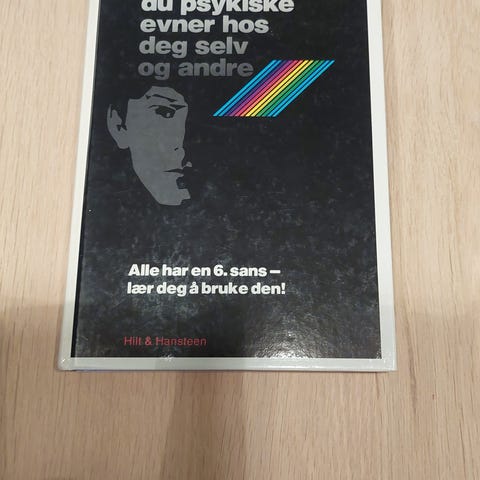 du psykiske
evner hos
deg selv
og andre
Alle har en 6. sans –
lær deg å bruke den!
Hilt & Hansteen